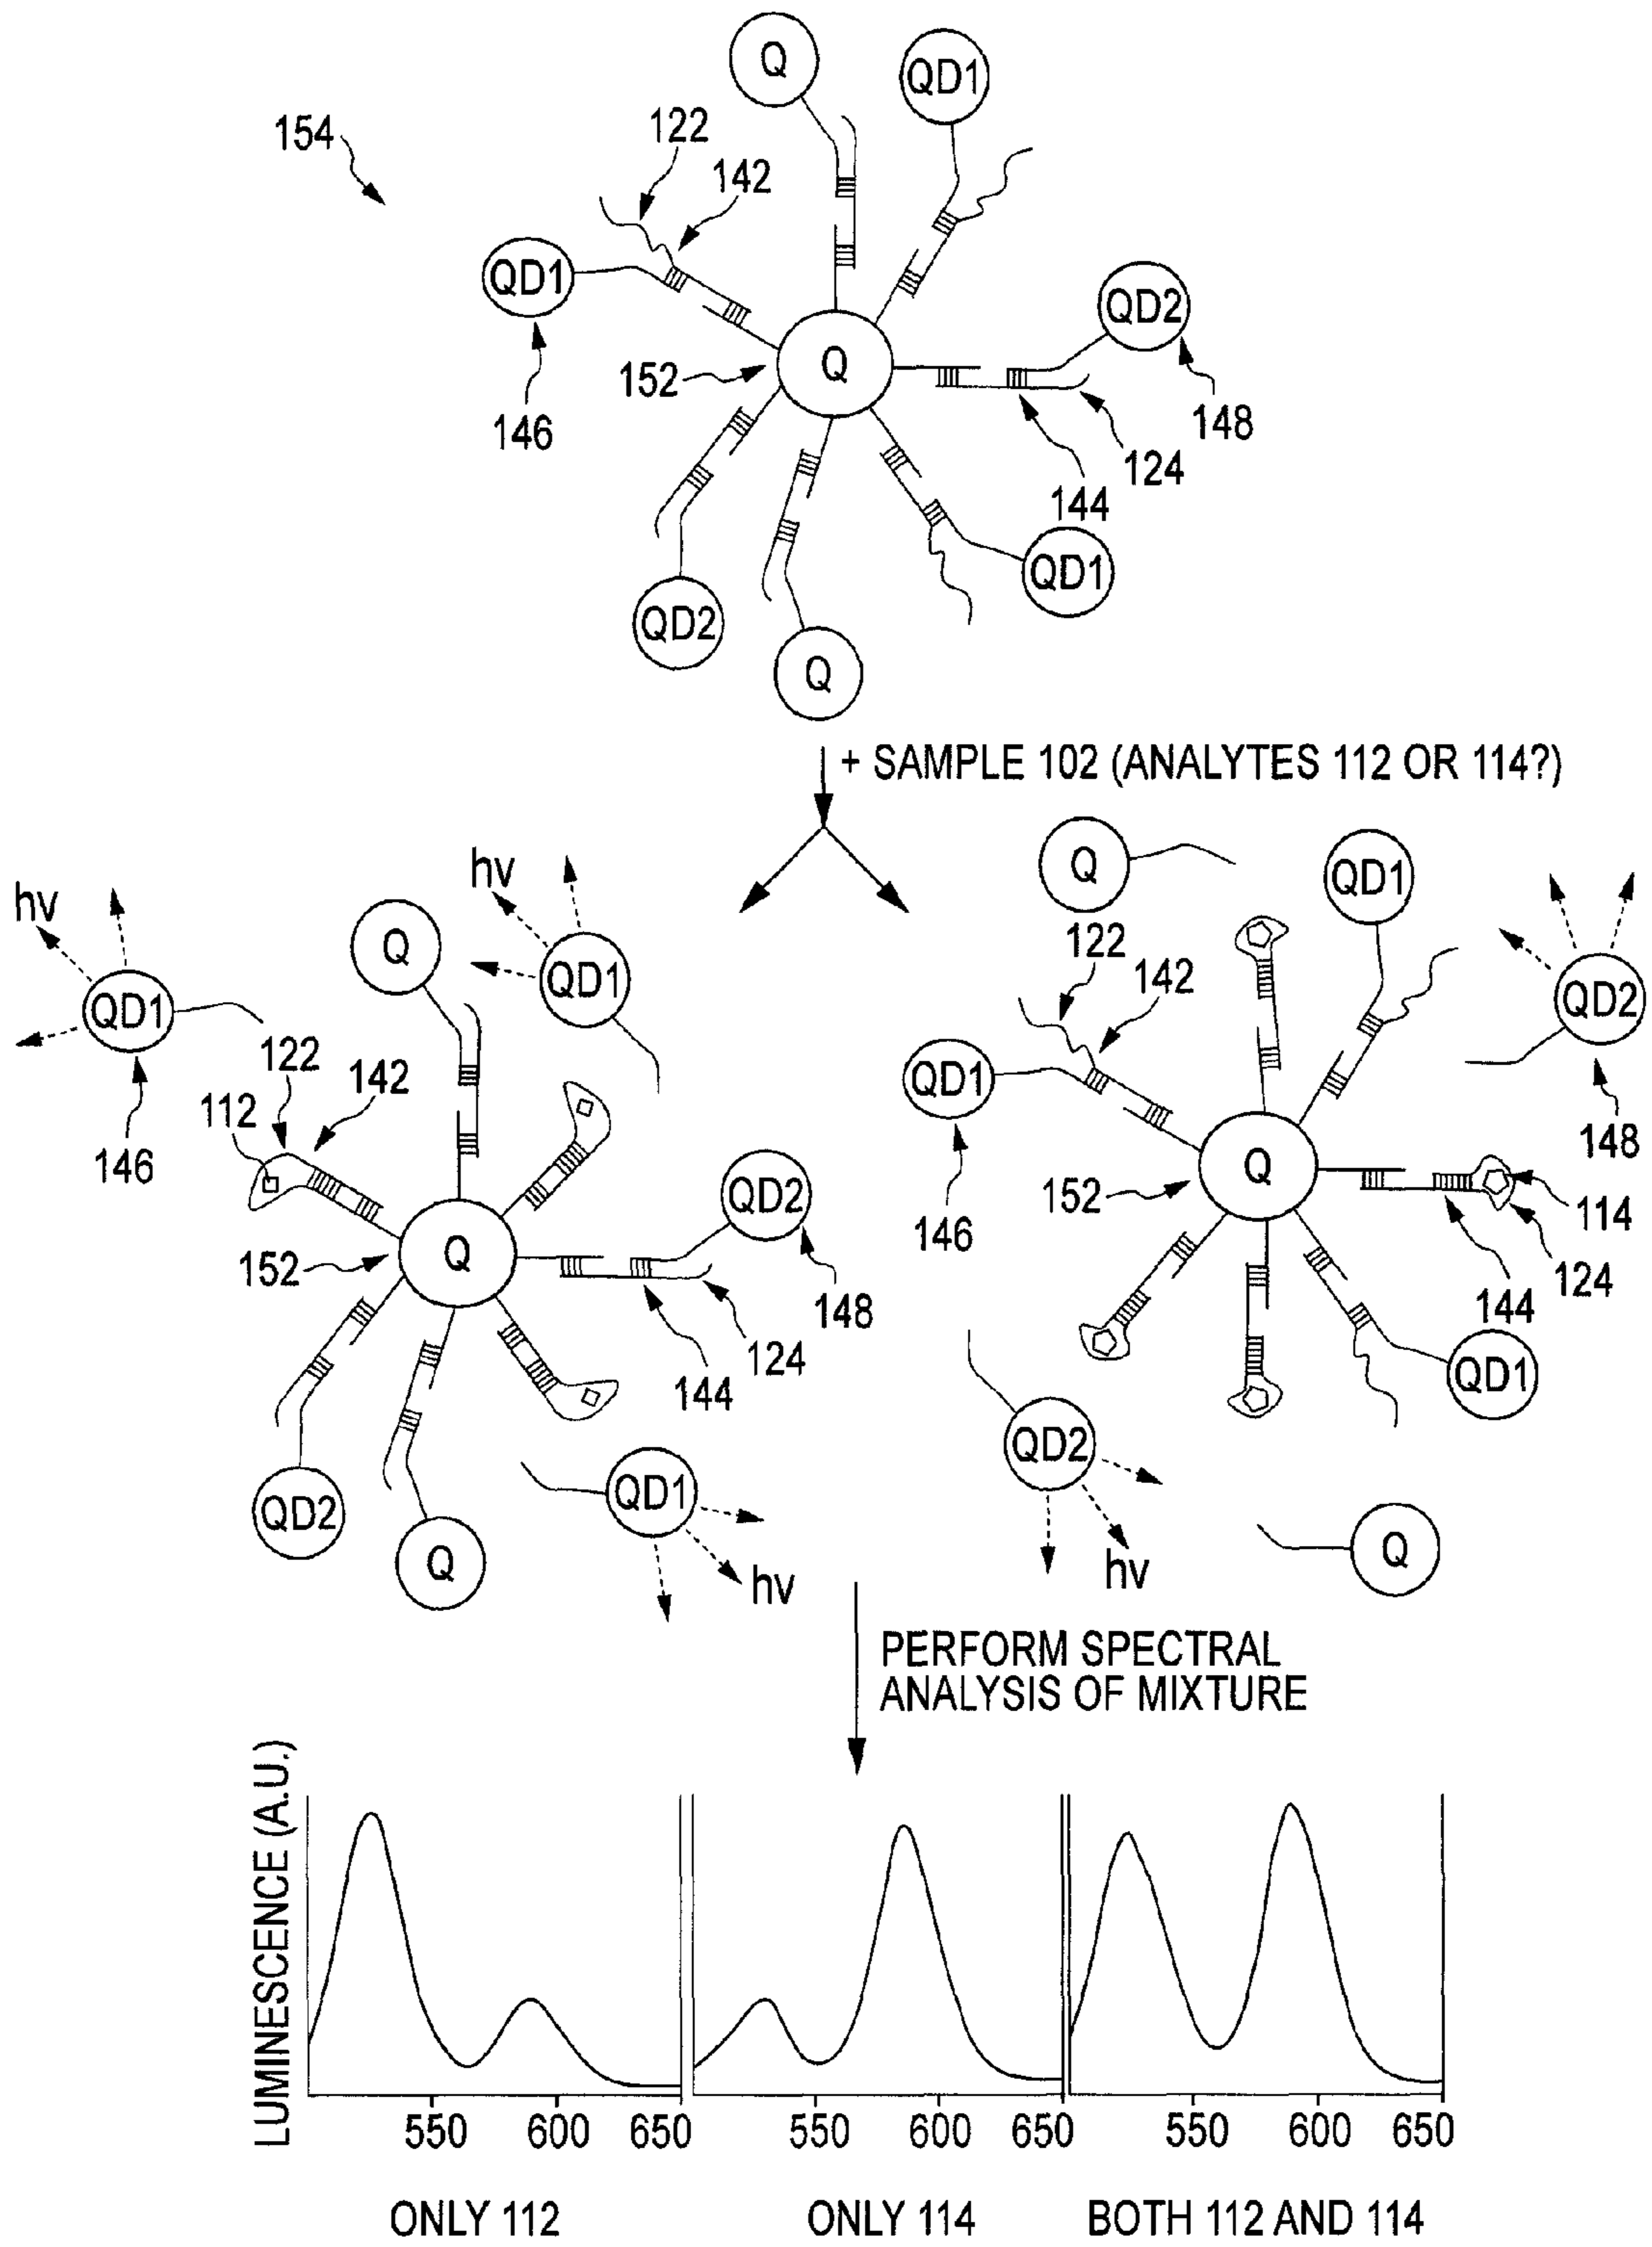 Q
QD1
154
122
142
QD1
QD2
152
Q
146
148
124
144
QD1
QD2
Q
+ SAMPLE 102 (ANALYTES 112 OR 114?)
hv
hv
Q
QD1
QD1
122
142
112
146
QD2
152
Q
148
124
144
QD2
Q
QD1
hv
Q
QD1
122
142
QD2
QD1
148
152
Q
146
114
124
144
QD1
QD2
hv
Q
PERFORM SPECTRAL
ANALYSIS OF MIXTURE
LUMINESCENCE (A.U.)
550 600 650 550 600 650 550 600 650
ONLY 112 ONLY 114 BOTH 112 AND 114